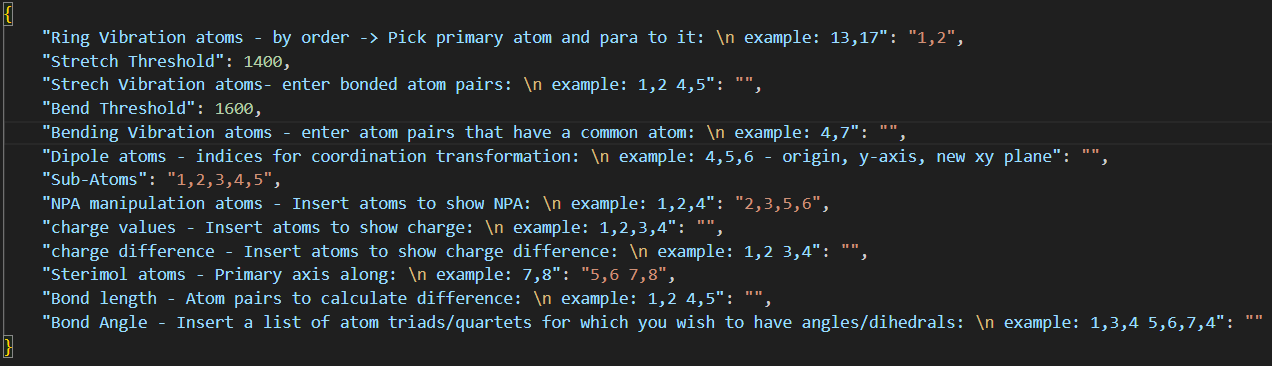 {
"Ring Vibration atoms - by order -> Pick primary atom and para to it: \n example: 13,17": "1,2",
"Stretch Threshold": 1400,
"Strech Vibration atoms- enter bonded atom pairs: \n example: 1,2 4,5": "",
"Bend Threshold": 1600,
"Bending Vibration atoms - enter atom pairs that have a common atom: \n example: 4,7": "",
"Dipole atoms - indices for coordination transformation: \n example: 4,5,6 - origin, y-axis, new xy plane": "",
"Sub-Atoms": "1,2,3,4,5",
"NPA manipulation atoms - Insert atoms to show NPA: \n example: 1,2,4": "2,3,5,6",
"charge values - Insert atoms to show charge: \n example: 1,2,3,4": "",
"charge difference - Insert atoms to show charge difference: \n example: 1,2 3,4": "",
"Sterimol atoms - Primary axis along: \n example: 7,8": "5,6 7,8",
"Bond length - Atom pairs to calculate difference: \n example: 1,2 4,5": "",
"Bond Angle - Insert a list of atom triads/quartets for which you wish to have angles/dihedrals: \n example: 1,3,4 5,6,7,4": ""
}